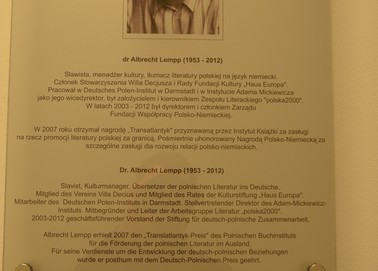 dr Albrecht Lempp (1953 - 2012)
Slawista, menadżer kultury, tłumacz literatury polskiej na język niemiecki.
Członek Stowarzyszenia Willa Decjusza i Rady Fundacji Kultury „Haus Europa".
Pracował w Deutsches Polen-Institut w Darmstadt i w Instytucie Adama Mickiewicza
jako jego wicedyrektor, był założycielem i kierownikiem Zespołu Literackiego "polska2000".
W latach 2003 - 2012 był dyrektorem i członkiem Zarządu
Fundacji Współpracy Polsko-Niemieckiej.
W 2007 roku otrzymał nagrodę „Transatlantyk" przyznawaną przez Instytut Książki za zasługi
na rzecz promocji literatury polskiej za granicą. Pośmiertnie uhonorowany Nagrodą Polsko-Niemiecką za
szczególne zasługi dla rozwoju relacji polsko-niemieckich.
Dr. Albrecht Lempp (1953 - 2012)
Slavist, Kulturmanager, Übersetzer der polnischen Literatur ins Deutsche.
Mitglied des Vereins Villa Decius und Mitglied des Rates der Kulturstiftung „Haus Europa".
Mitarbeiter des Deutschen Polen-Instituts in Darmstadt. Stellvertretender Direktor des Adam-Mickiewicz-
Instituts. Mitbegründer und Leiter der Arbeitsgruppe Literatur „polska2000".
2003-2012 geschäftsführender Vorstand der Stiftung für deutsch-polnische Zusammenarbeit.
Albrecht Lempp erhielt 2007 den „Translatlantyk-Preis" des Polnischen Buchinstituts
für die Förderung der polnischen Literatur im Ausland.
Für seine Verdienste um die Entwicklung der deutsch-polnischen Beziehungen
wurde er posthum mit dem Deutsch-Polnischen Preis geehrt.